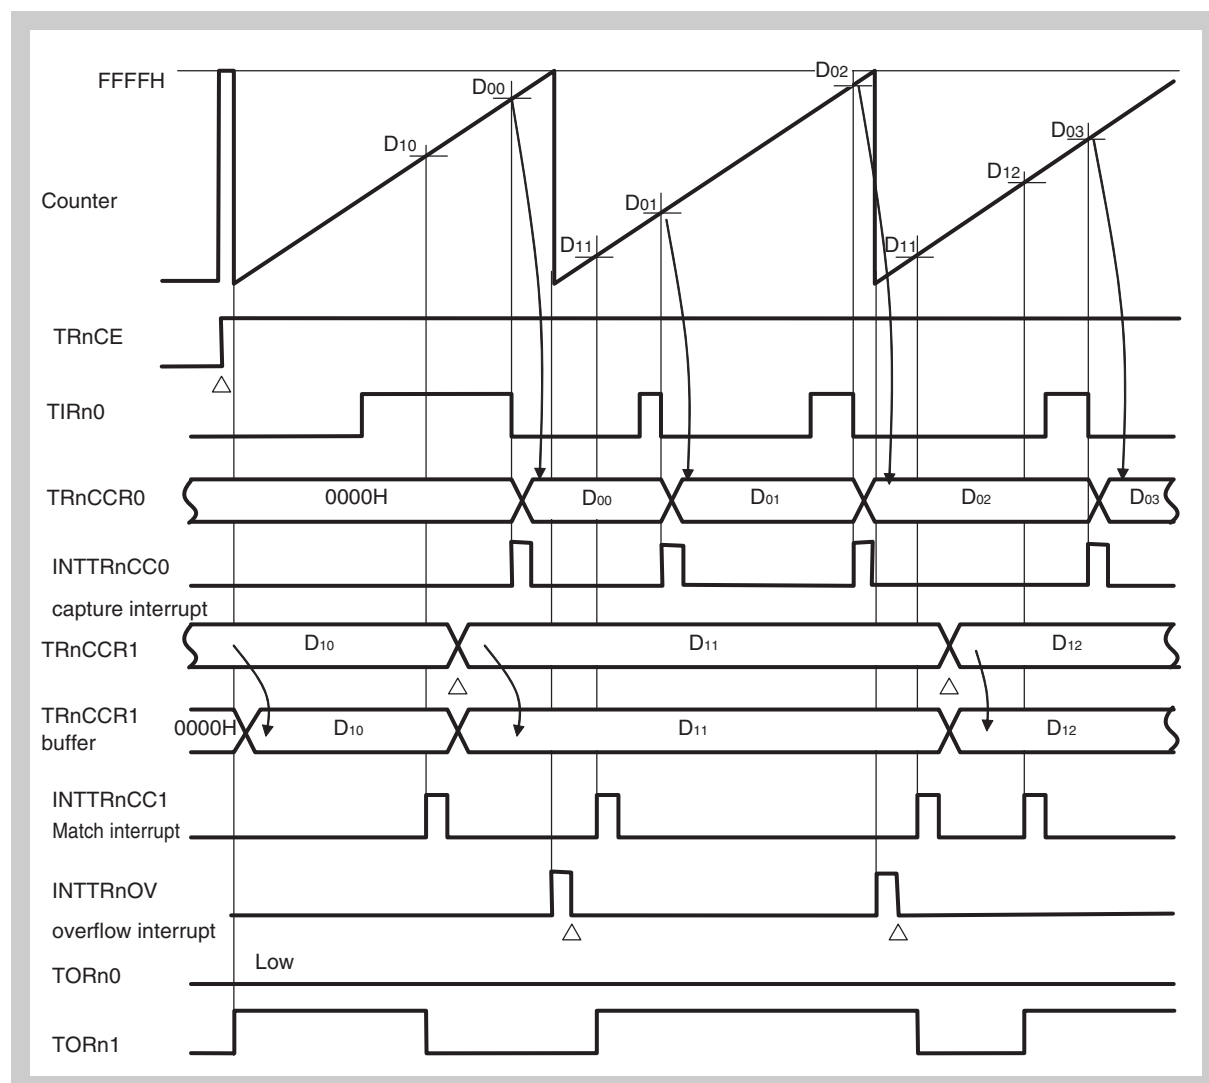 FFFFH
D02
D00
D03
D10
D12
Counter
D01
D11
D11
TRnCE
TIRn0
TRnCCR0
0000H
D00
D01
D02
D03
INTTRnCC0
capture interrupt
TRnCCR1
D10
D11
D12
TRnCCR1
buffer
0000H
D10
D11
D12
INTTRnCC1
Match interrupt
INTTRnOV
overflow interrupt
Low
TORn0
TORn1